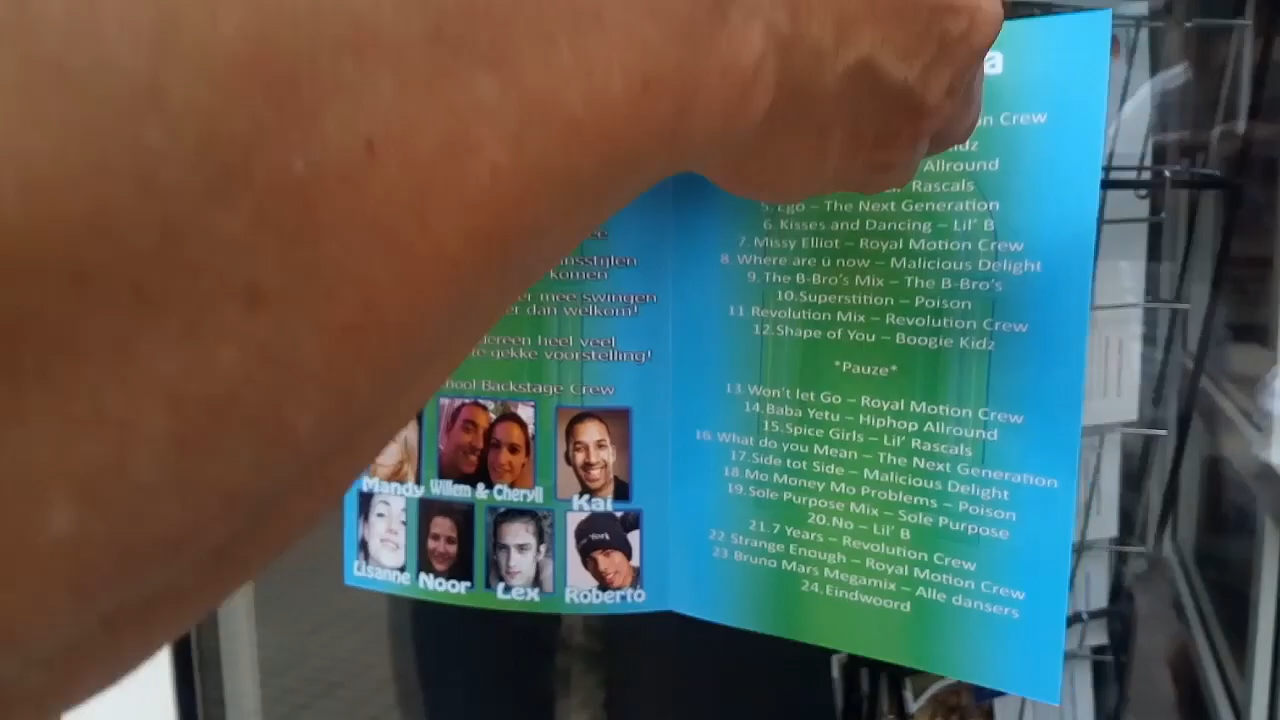 insstijlen
komen
er mee swingen
er dan welkom!
iedereen heel veel
gekke voorstelling!
Backstage Crew
Mandy
Willem & Cheryll
Kai
Lisanne
Noor
Lex
Roberto
a
on Crew
Kidz
Allround
Lil' Rascals
5. Ego – The Next Generation
6. Kisses and Dancing – Lil' B
7. Missy Elliot – Royal Motion Crew
8. Where are ü now – Malicious Delight
9. The B-Bro's Mix – The B-Bro's
10.Superstition – Poison
11 Revolution Mix – Revolution Crew
12.Shape of You – Boogie Kidz
*Pauze*
13.Won't let Go – Royal Motion Crew
14.Baba Yetu – Hiphop Allround
15.Spice Girls – Lil' Rascals
16 What do you Mean – The Next Generation
17.Side tot Side – Malicious Delight
18.Mo Money Mo Problems – Poison
19.Sole Purpose Mix – Sole Purpose
20.No – Lil' B
21.7 Years – Revolution Crew
22 Strange Enough – Royal Motion Crew
23 Bruno Mars Megamix – Alle dansers
24.Eindwoord